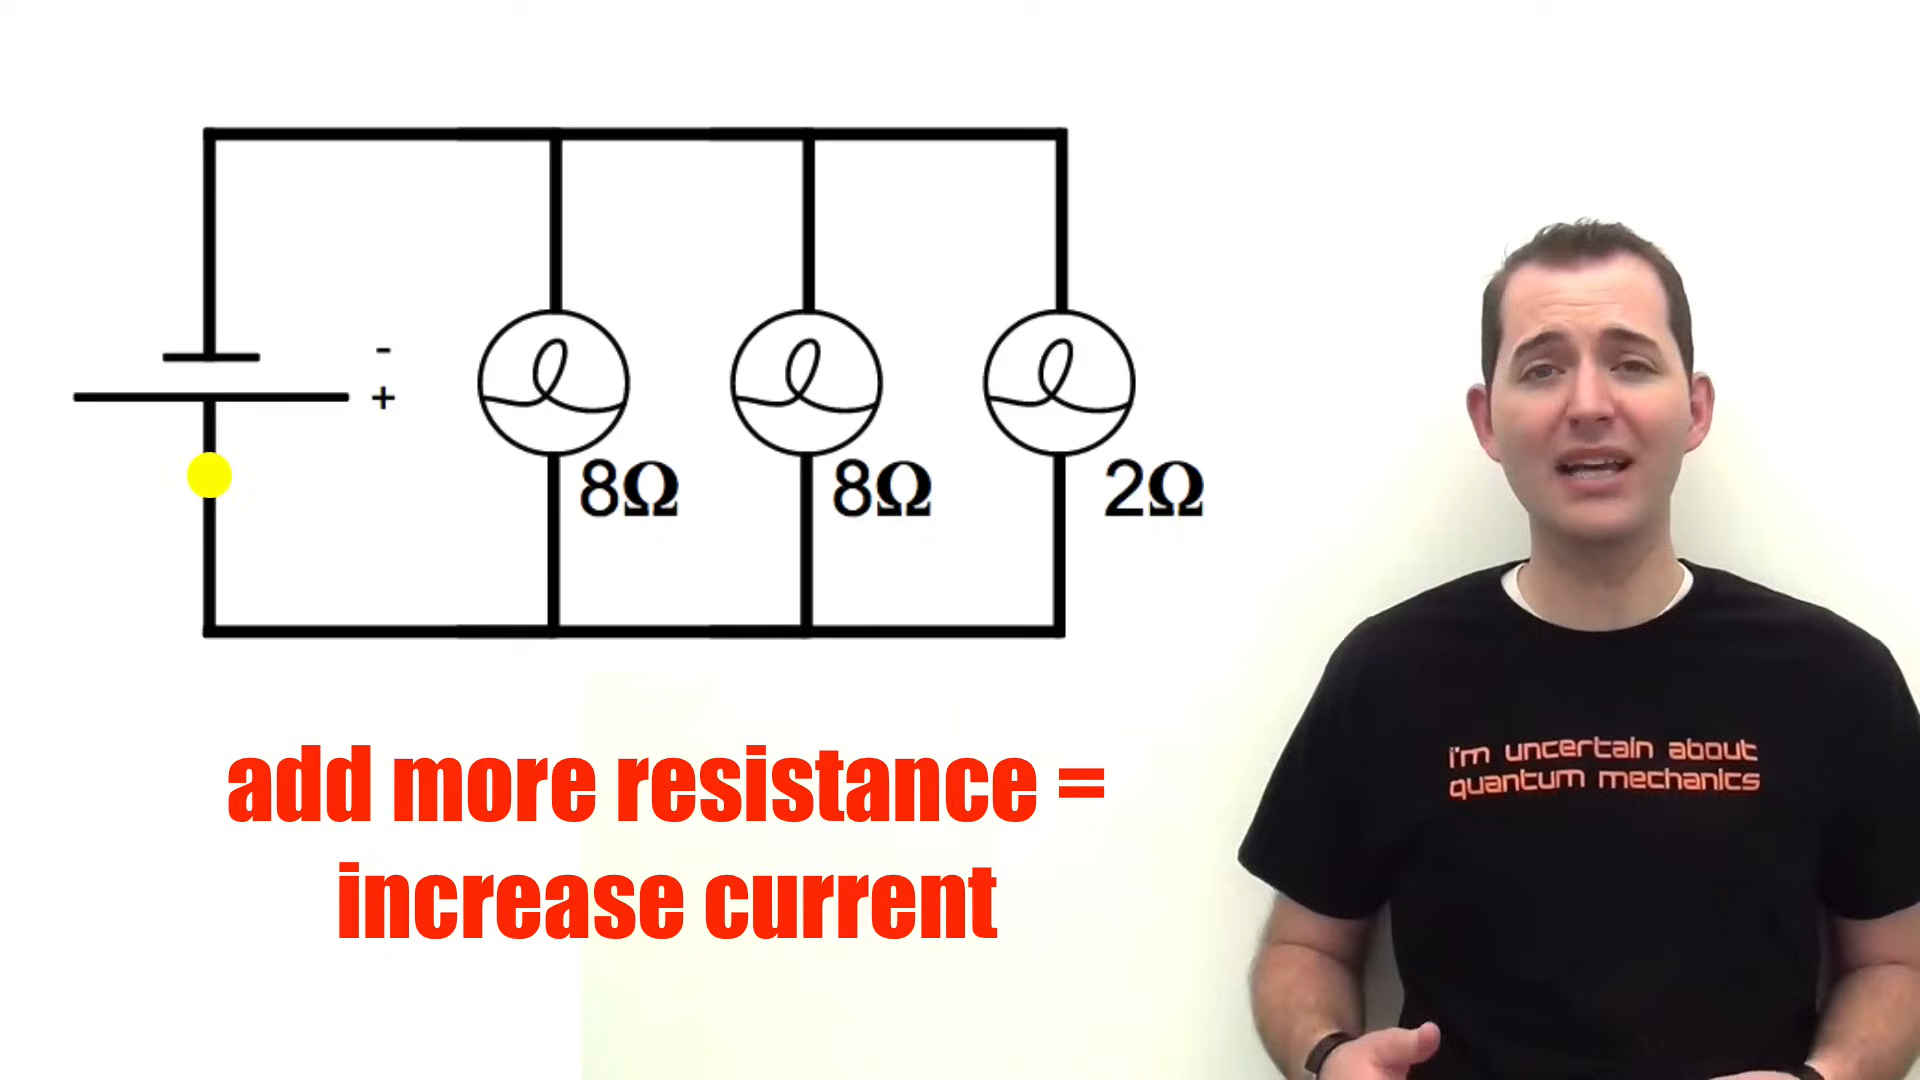 -
+
8Ω
8Ω
2Ω
add more resistance =
increase current
i'm uncertain about
quantum mechanics